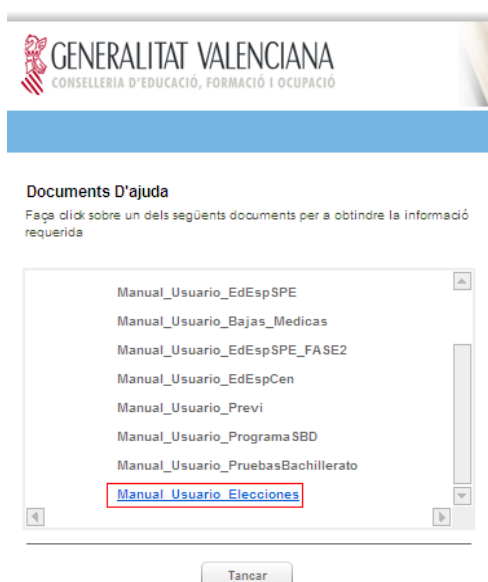 GENERALITAT VALENCIANA
CONSELLERIA D'EDUCACIÓ, FORMACIÓ I OCUPACIÓ
Documents D'ajuda
Faça click sobre un dels següents documents per a obtindre la informació
requerida
Manual_Usuario_EdEspSPE
Manual_Usuario_Bajas_Medicas
Manual_Usuario_EdEspSPE_FASE2
Manual_Usuario_EdEspCen
Manual_Usuario_Previ
Manual_Usuario_ProgramaSBD
Manual_Usuario_PruebasBachillerato
Manual_Usuario_Elecciones
Tancar